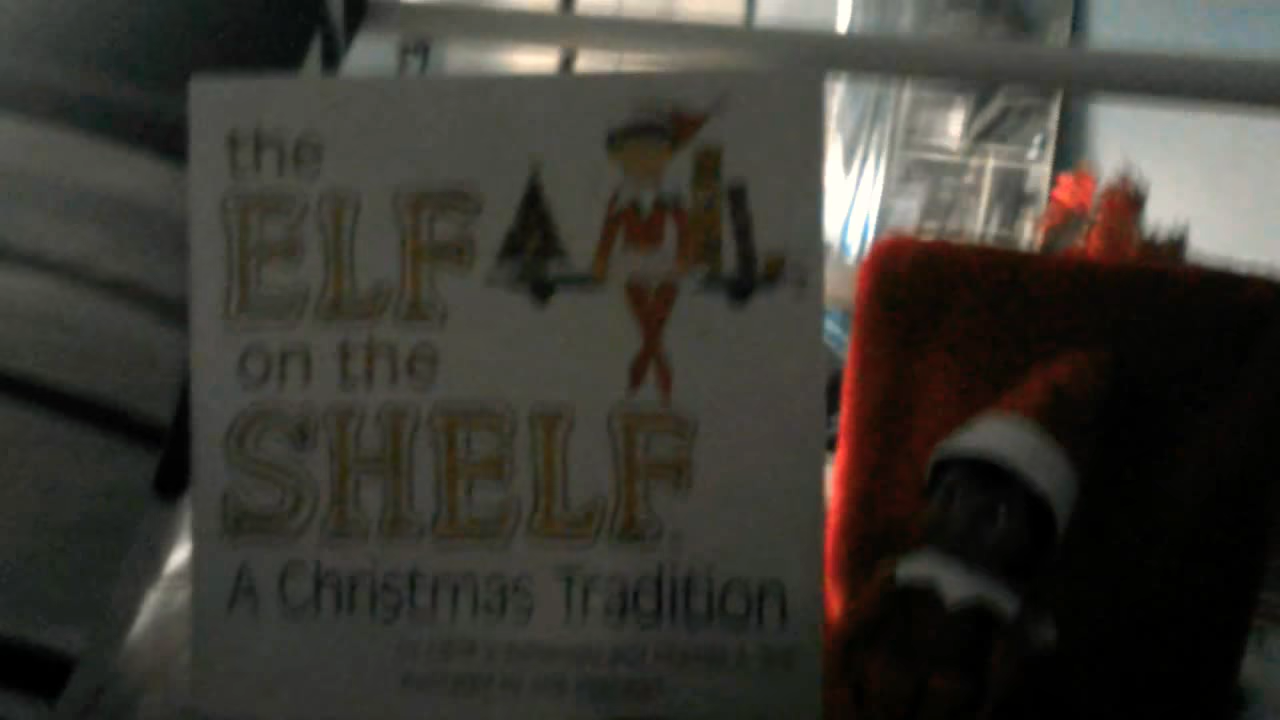 the
ELF
on the
SHELF
A Christmas Tradition